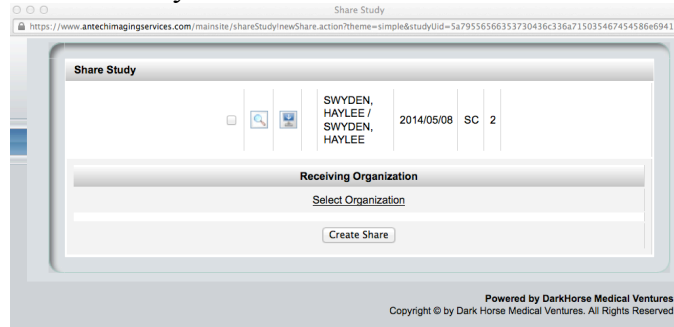 Share Study
https://www.antechimagingservices.com/mainsite/shareStudy!newShare.action?theme=simple&studyUid=5a79556566353730436c336a715035467454586e6941
Share Study
SWYDEN,
HAYLEE /
SWYDEN,
HAYLEE
2014/05/08 SC 2
Receiving Organization
Select Organization
Create Share
Powered by DarkHorse Medical Ventures
Copyright © by Dark Horse Medical Ventures. All Rights Reserved